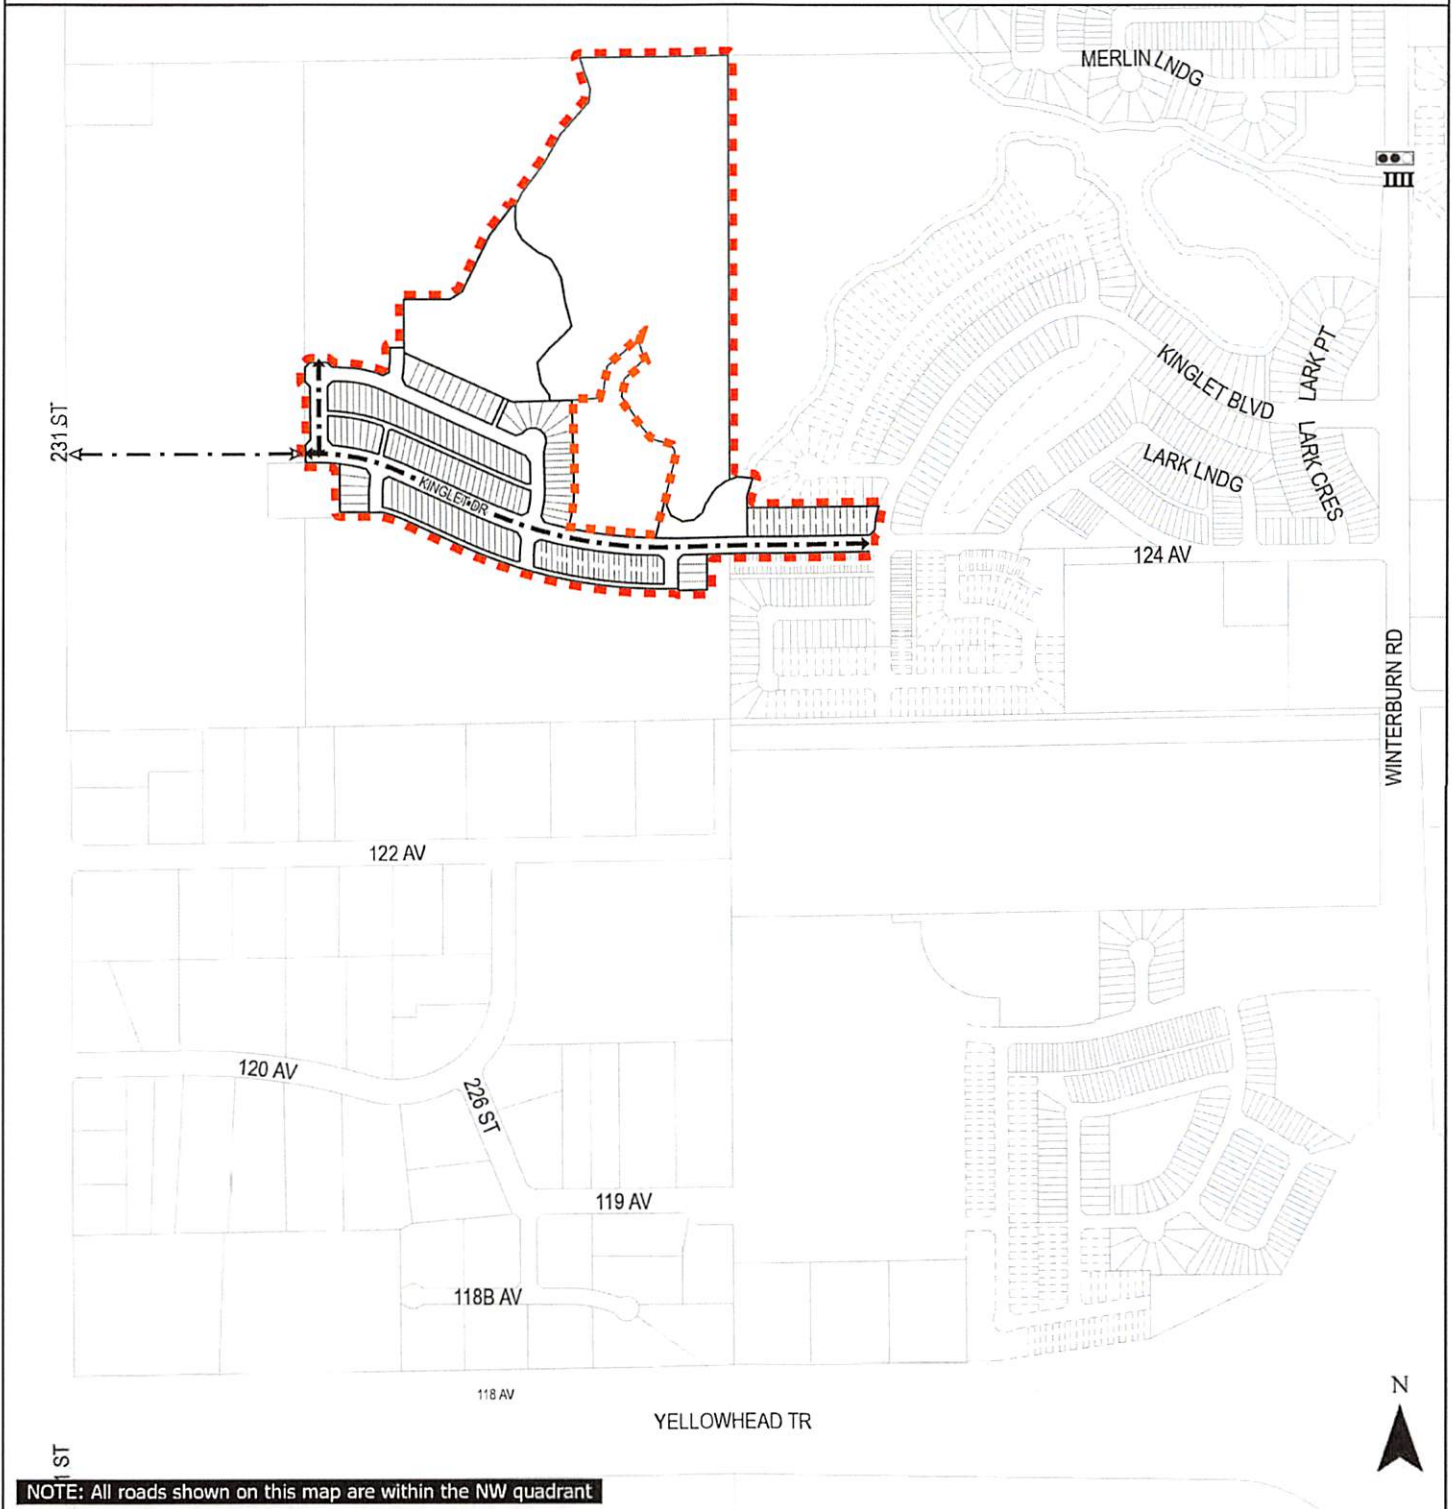 MERLIN LNDG
LARK PT
KINGLET BLVD
231 ST
LARK LNDG
LARK CRES
KINGLET DR
124 AV
WINTERBURN RD
122 AV
120 AV
226 ST
119 AV
118B AV
118 AV
N
YELLOWHEAD TR
1 ST
NOTE: All roads shown on this map are within the NW quadrant